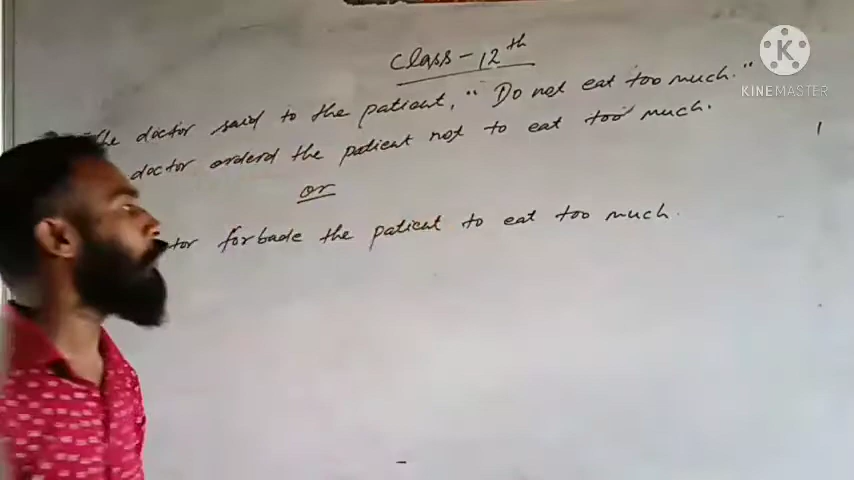 Class - 12th
The doctor said to the patient, "Do not eat too much."
doctor orderd the patient not to eat too much.
or
forbade the patient to eat too much.
KINEMASTER